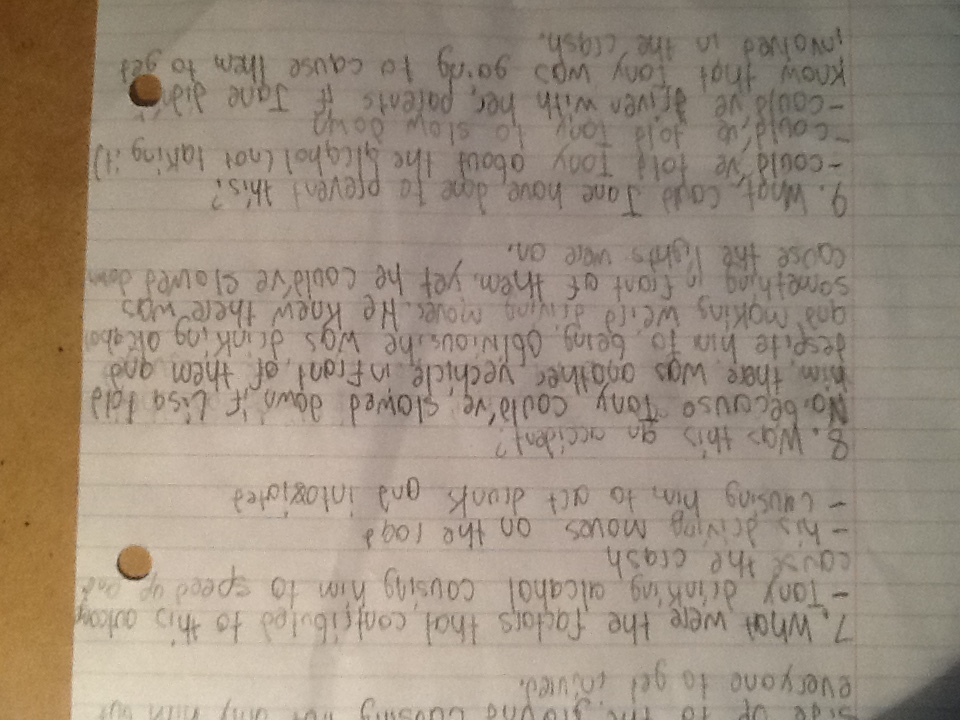 side up to the ground causing not only him but
everyone to get injured.
7. What were the factors that contributed to this outcome
- Tony drinking alcahol causing him to speed up and
cause the crash
- his driving moves on the road
- causing him to act drunk and intoxiated
8. Was this an accident?
No because Tony could've slowed down if Lisa told
him there was another vechicle in front of them and
despite him to being oblivious, he was drinking alcahol
and making weird driving moves. He knew there was
something in front of them, yet he could've slowed down
cause the lights were on.
9. What could Jane have done to prevent this?
- could've told Tony about the alcahol (not taking it)
- could've told Tony to slow down
- could've driven with her parents if Jane didn't
know that Tony was going to cause them to get
involved in the crash.